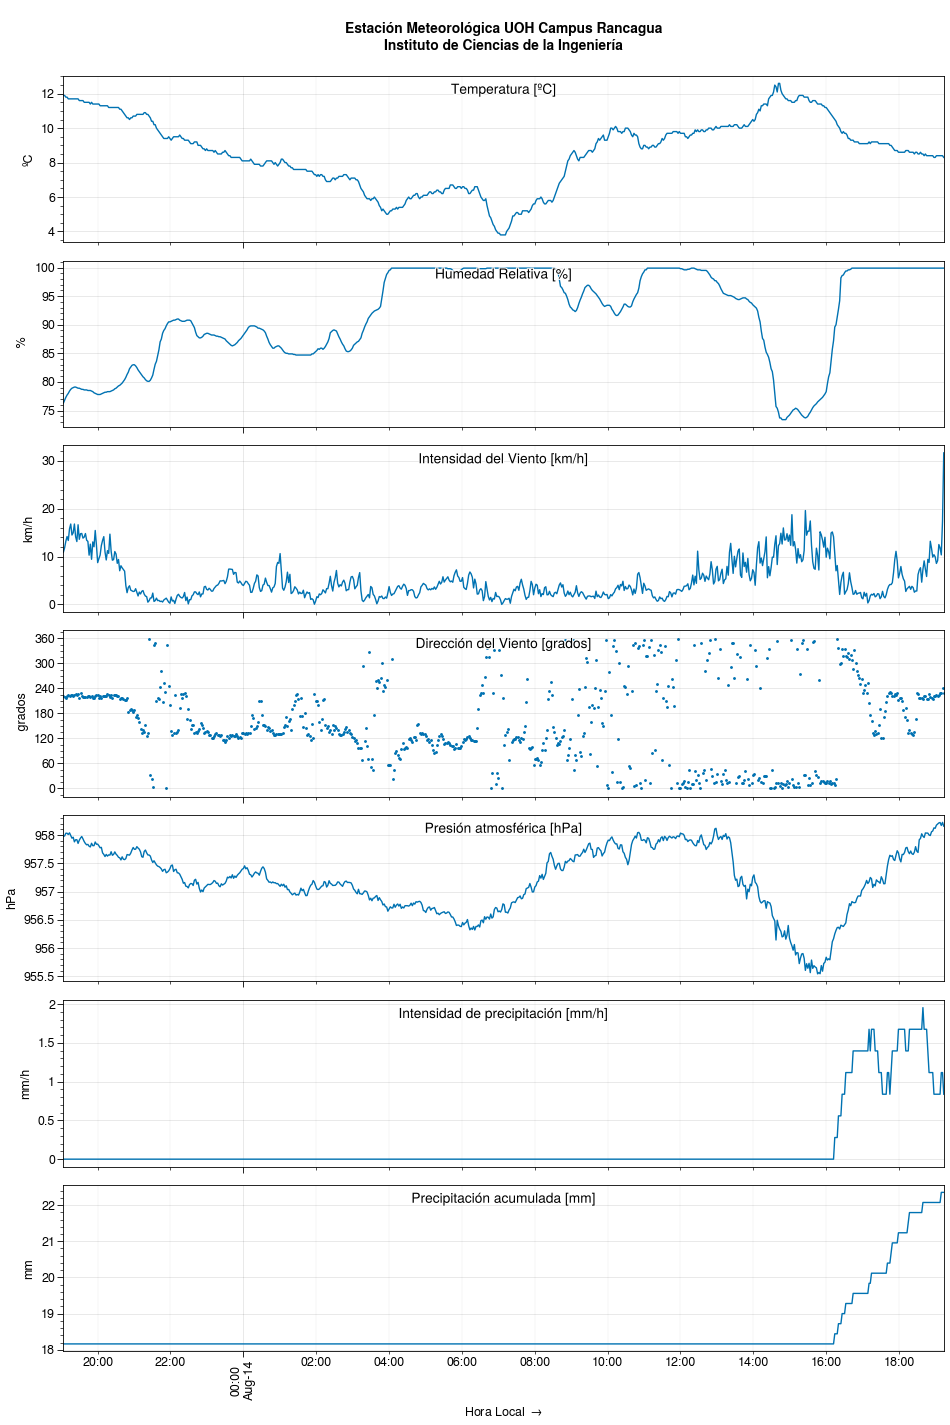 Estación Meteorológica UOH Campus Rancagua
Instituto de Ciencias de la Ingeniería
Temperatura [ºC]
ºC
12
10
8
6
4
Humedad Relativa [%]
%
100
95
90
85
80
75
Intensidad del Viento [km/h]
km/h
30
20
10
0
Dirección del Viento [grados]
grados
360
300
240
180
120
60
0
Presión atmosférica [hPa]
hPa
958
957.5
957
956.5
956
955.5
Intensidad de precipitación [mm/h]
mm/h
2
1.5
1
0.5
0
Precipitación acumulada [mm]
mm
22
21
20
19
18
20:00 22:00 00:00 02:00 04:00 06:00 08:00 10:00 12:00 14:00 16:00 18:00
Aug-14
Hora Local →